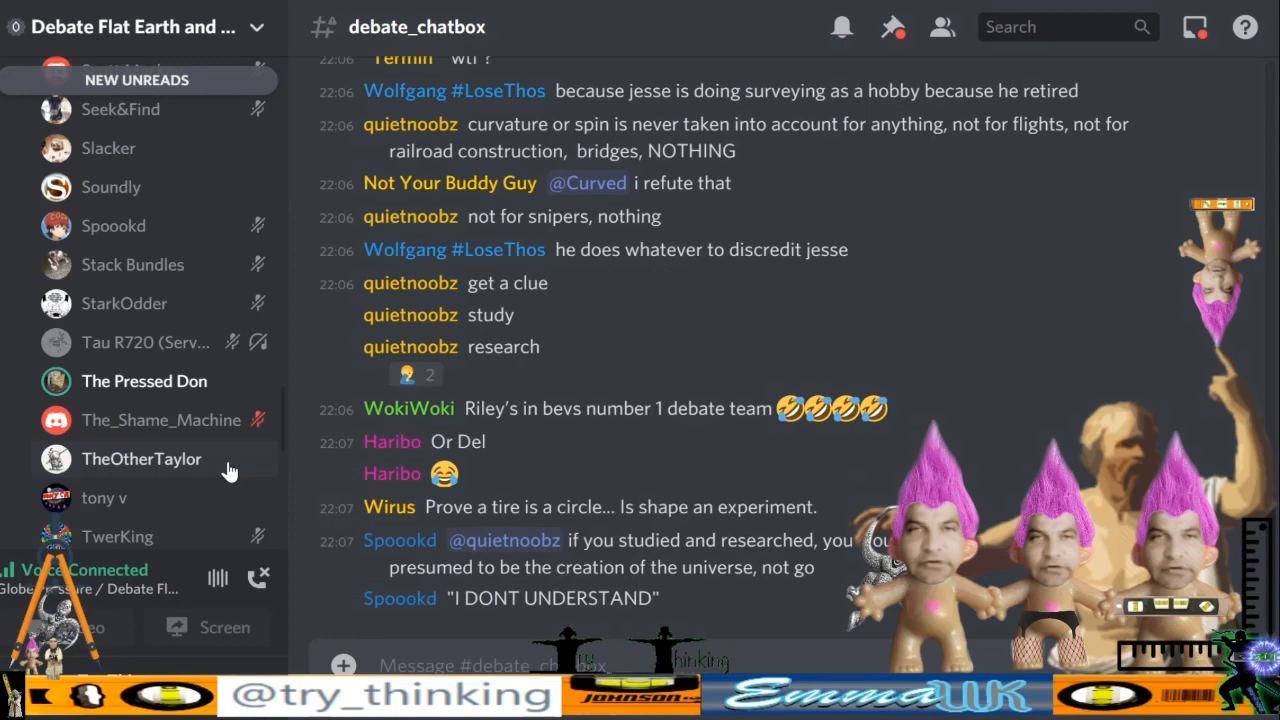 Debate Flat Earth and ...
debate_chatbox
Search
NEW UNREADS
Seek&Find
Slacker
Soundly
Spoookd
Stack Bundles
StarkOdder
Tau R720 (Serv...
The Pressed Don
The_Shame_Machine
TheOtherTaylor
tony v
TwerKing
Voice Connected
Screen
22:06 Termin wtf ?
22:06 Wolfgang #LoseThos because jesse is doing surveying as a hobby because he retired
22:06 quietnoobz curvature or spin is never taken into account for anything, not for flights, not for
railroad construction, bridges, NOTHING
22:06 Not Your Buddy Guy @Curved i refute that
22:06 quietnoobz not for snipers, nothing
22:06 Wolfgang #LoseThos he does whatever to discredit jesse
22:06 quietnoobz get a clue
quietnoobz study
quietnoobz research
2
22:06 WokiWoki Riley's in bevs number 1 debate team 🤣🤣🤣🤣
22:07 Haribo Or Del
Haribo 😂
22:07 Wirus Prove a tire is a circle... Is shape an experiment.
22:07 Spoookd @quietnoobz if you studied and researched, you
presumed to be the creation of the universe, not go
Spoookd "I DONT UNDERSTAND"
Message #debate_chatbox
Thinking
@try_thinking
JOHNSON
EmmaUK